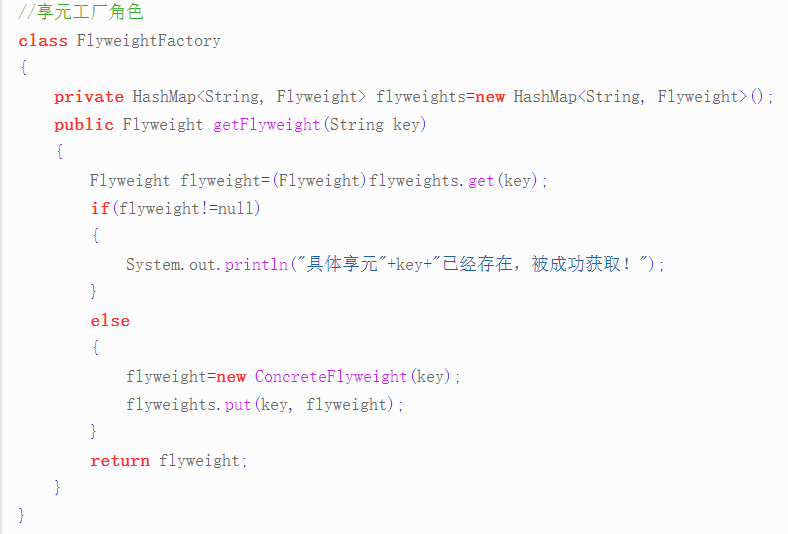 //享元工厂角色
class FlyweightFactory
{
    private HashMap<String, Flyweight> flyweights=new HashMap<String, Flyweight>();
    public Flyweight getFlyweight(String key)
    {
        Flyweight flyweight=(Flyweight)flyweights.get(key);
        if(flyweight!=null)
        {
            System.out.println("具体享元"+key+"已经存在，被成功获取！");
        }
        else
        {
            flyweight=new ConcreteFlyweight(key);
            flyweights.put(key, flyweight);
        }
        return flyweight;
    }
}